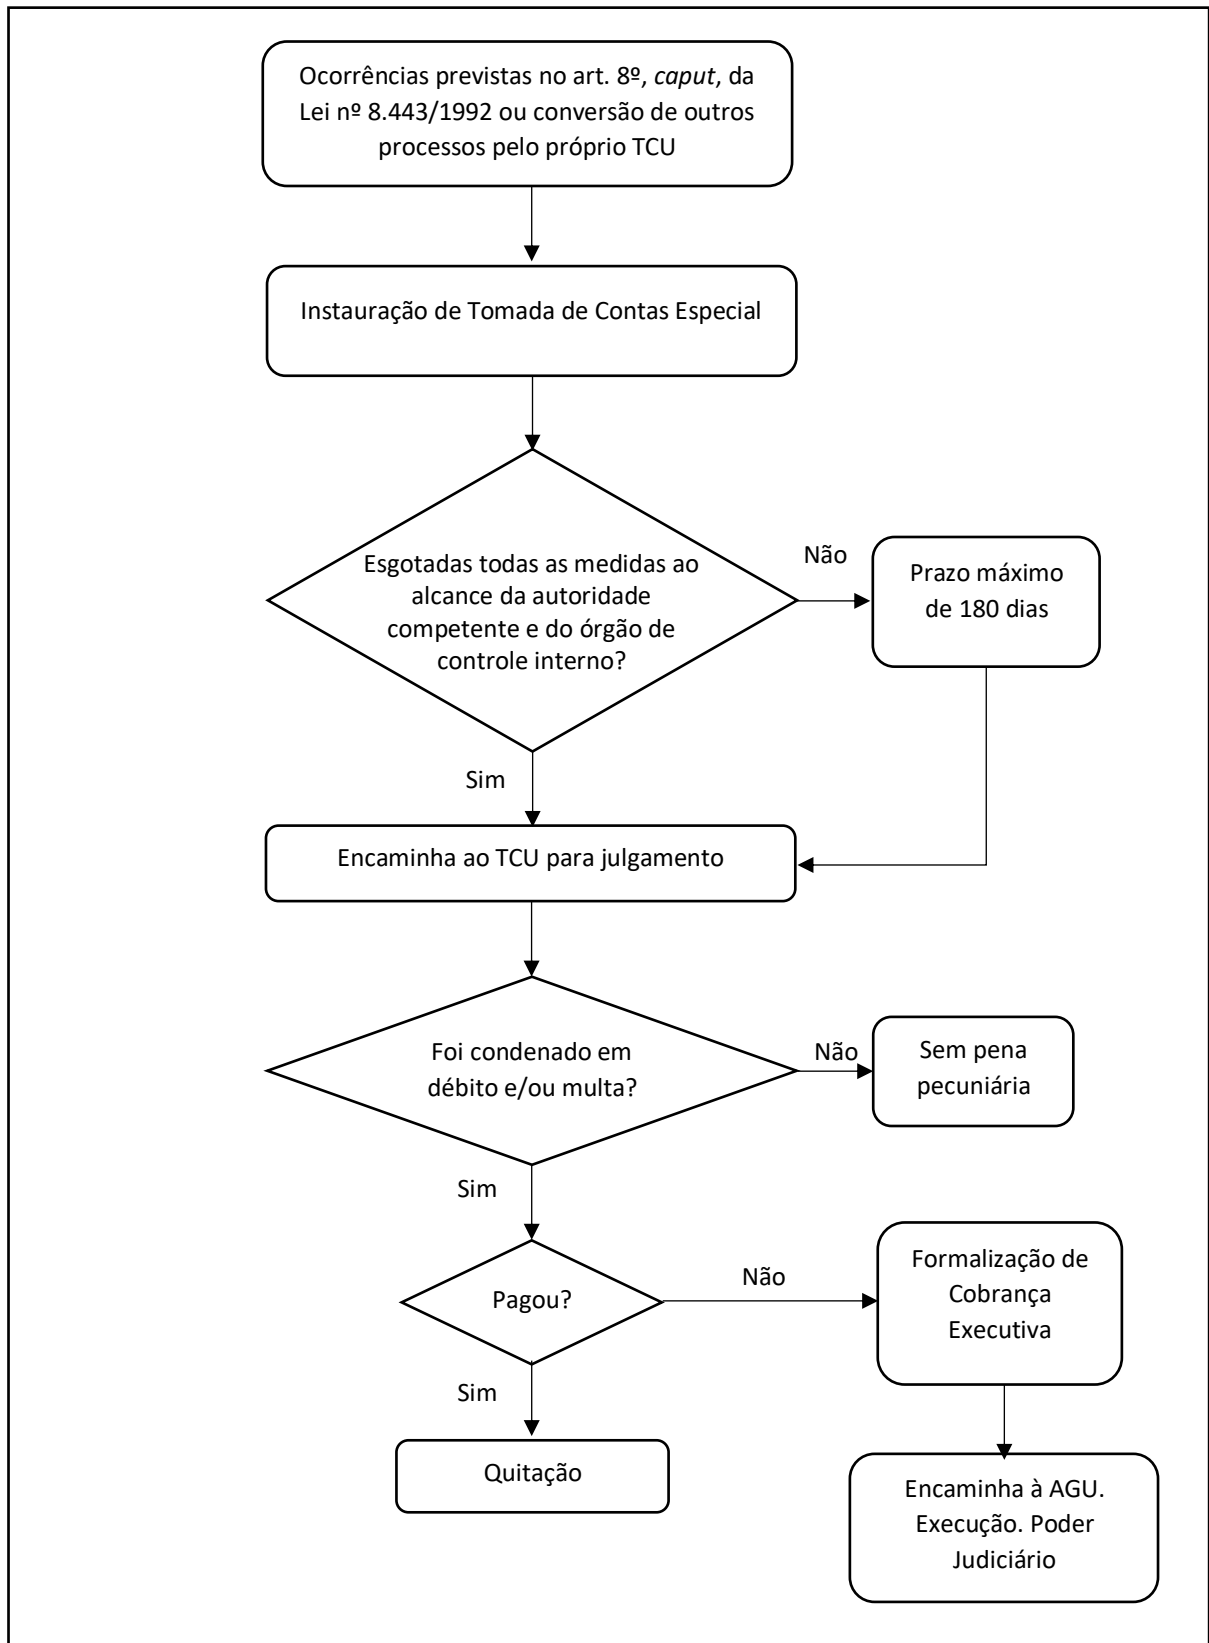 Ocorrências previstas no art. 8º, caput, da
Lei nº 8.443/1992 ou conversão de outros
processos pelo próprio TCU
Instauração de Tomada de Contas Especial
Esgotadas todas as medidas ao
alcance da autoridade
competente e do órgão de
controle interno?
Não
Prazo máximo
de 180 dias
Sim
Encaminha ao TCU para julgamento
Foi condenado em
débito e/ou multa?
Não
Sem pena
pecuniária
Sim
Pagou?
Não
Formalização de
Cobrança
Executiva
Sim
Quitação
Encaminha à AGU.
Execução. Poder
Judiciário